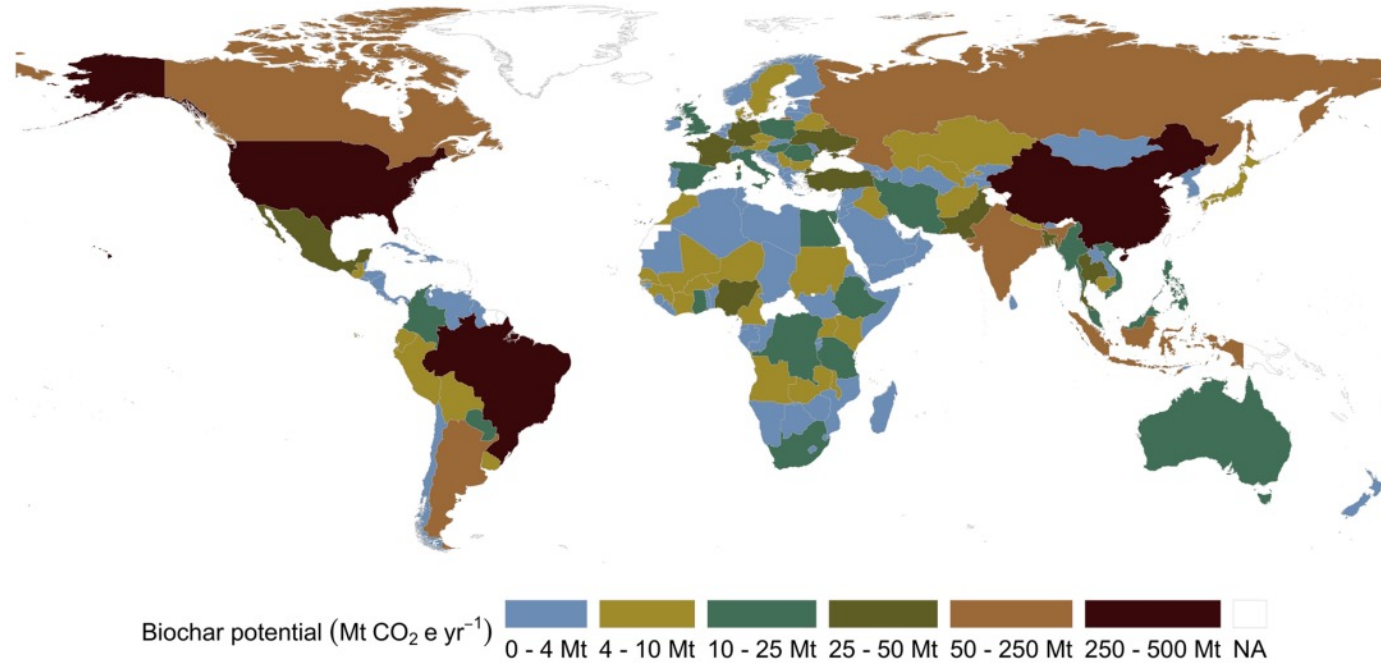 Biochar potential (Mt CO₂ e yr⁻¹)
0 - 4 Mt 4 - 10 Mt 10 - 25 Mt 25 - 50 Mt 50 - 250 Mt 250 - 500 Mt NA